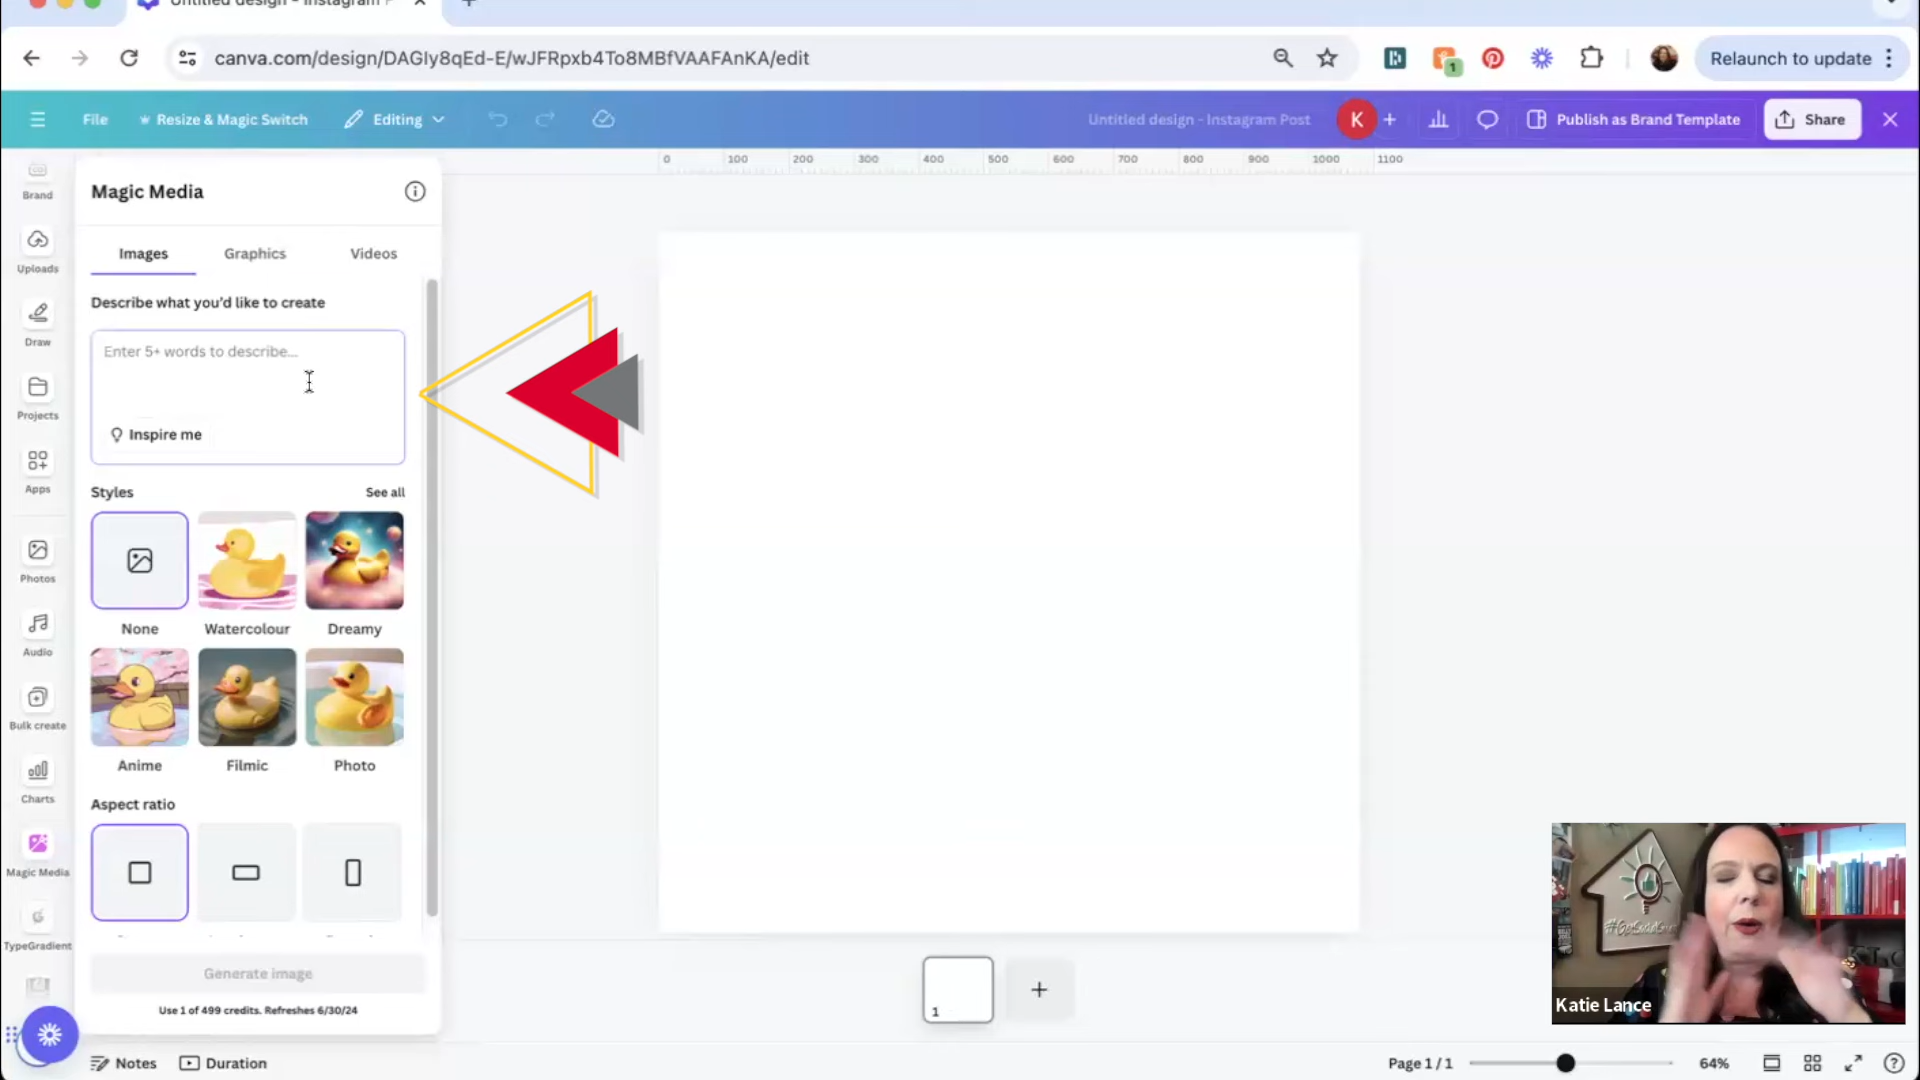 Untitled design - Instagram P
canva.com/design/DAGIy8qEd-E/wJFRpxb4To8MBfVAAFAnKA/edit
1
Relaunch to update
File
Resize & Magic Switch
Editing
Untitled design - Instagram Post
K
Publish as Brand Template
Share
0 100 200 300 400 500 600 700 800 900 1000 1100
Brand
Uploads
Draw
Projects
Apps
Photos
Audio
Bulk create
Charts
Magic Media
TypeGradient
Magic Media
Images
Graphics
Videos
Describe what you'd like to create
Enter 5+ words to describe...
Inspire me
Styles
See all
None
Watercolour
Dreamy
Anime
Filmic
Photo
Aspect ratio
Generate image
Use 1 of 499 credits. Refreshes 6/30/24
1
Katie Lance
Notes
Duration
Page 1 / 1
64%